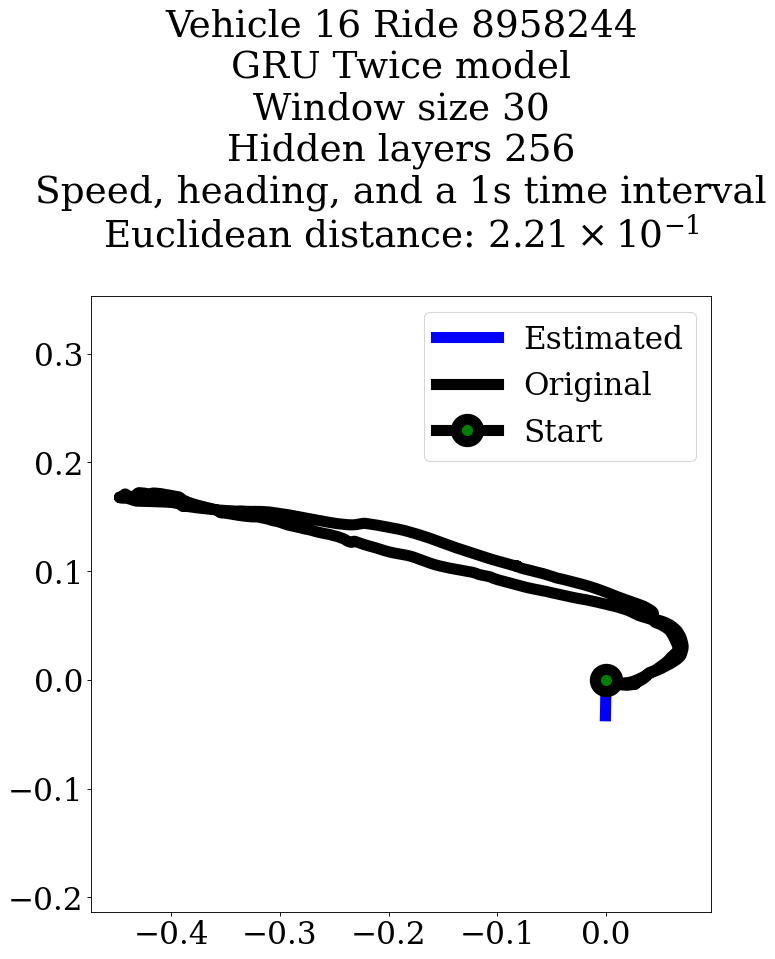 Vehicle 16 Ride 8958244
GRU Twice model
Window size 30
Hidden layers 256
Speed, heading, and a 1s time interval
Euclidean distance: 2.21 × 10⁻¹
Estimated
Original
Start
0.3
0.2
0.1
0.0
−0.1
−0.2
−0.4
−0.3
−0.2
−0.1
0.0